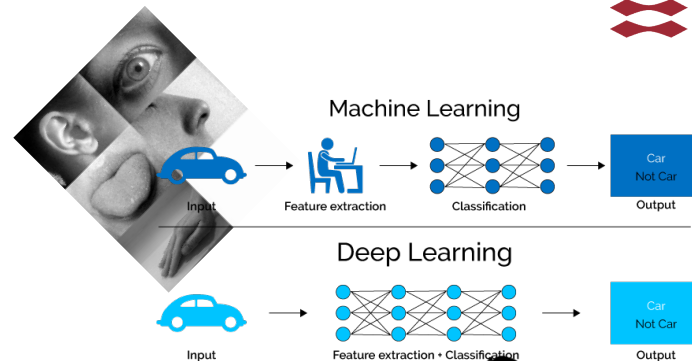 Machine Learning
Car
Not Car
Input
Feature extraction
Classification
Output
Deep Learning
Car
Not Car
Input
Feature extraction + Classification
Output